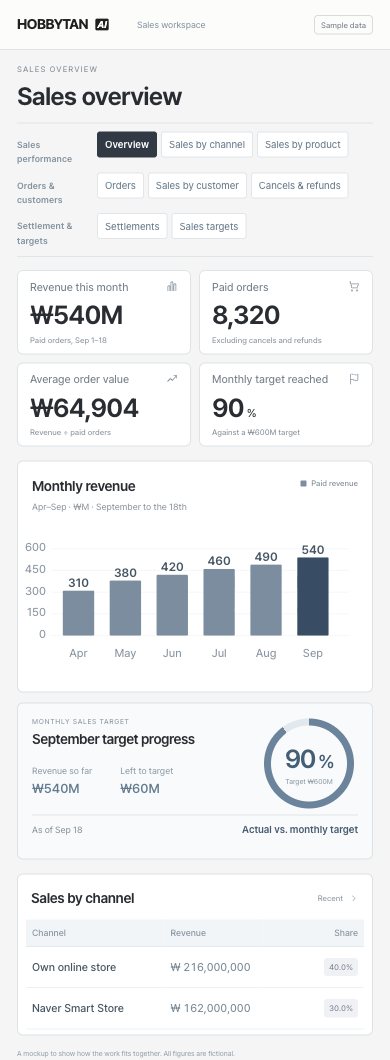 HOBBYTAN AI Sales workspace Sample data
SALES OVERVIEW
Sales overview
Sales performance
Overview Sales by channel Sales by product
Orders & customers
Orders Sales by customer Cancels & refunds
Settlement & targets
Settlements Sales targets
Revenue this month
₩540M
Paid orders, Sep 1–18
Paid orders
8,320
Excluding cancels and refunds
Average order value
₩64,904
Revenue ÷ paid orders
Monthly target reached
90 %
Against a ₩600M target
Monthly revenue
Paid revenue
Apr–Sep · ₩M · September to the 18th
600
450
300
150
0
310 380 420 460 490 540
Apr May Jun Jul Aug Sep
MONTHLY SALES TARGET
September target progress
Revenue so far Left to target
₩540M ₩60M
90 %
Target ₩600M
As of Sep 18 Actual vs. monthly target
Sales by channel Recent
Channel Revenue Share
Own online store ₩ 216,000,000 40.0%
Naver Smart Store ₩ 162,000,000 30.0%
A mockup to show how the work fits together. All figures are fictional.